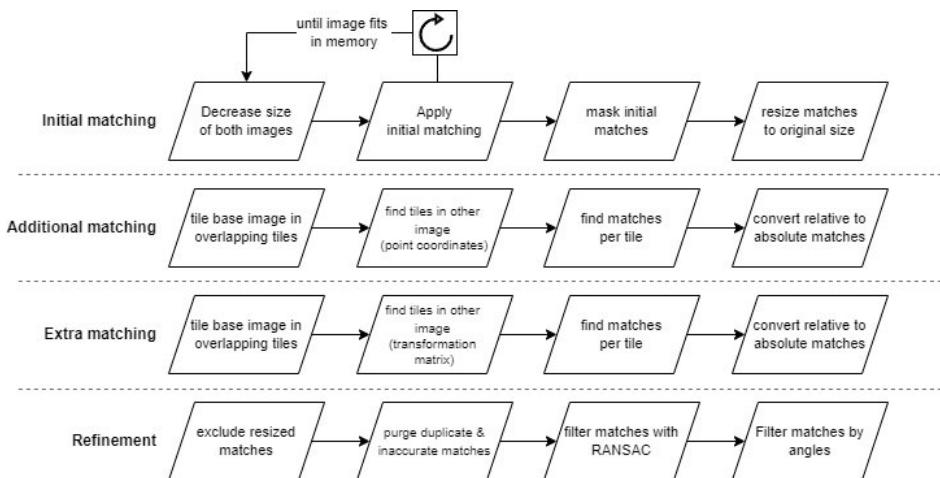 until image fits
in memory
Initial matching
Decrease size
of both images
Apply
initial matching
mask initial
matches
resize matches
to original size
Additional matching
tile base image in
overlapping tiles
find tiles in other
image
(point coordinates)
find matches
per tile
convert relative to
absolute matches
Extra matching
tile base image in
overlapping tiles
find tiles in other
image
(transformation
matrix)
find matches
per tile
convert relative to
absolute matches
Refinement
exclude resized
matches
purge duplicate &
inaccurate matches
filter matches with
RANSAC
Filter matches by
angles